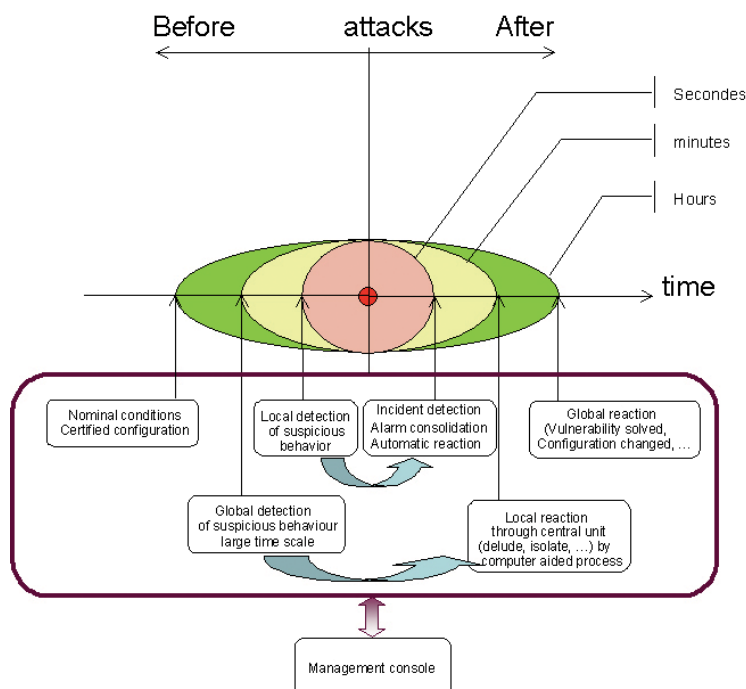 Before attacks After
Secondes
minutes
Hours
time
Nominal conditions
Certified configuration
Local detection
of suspicious
behavior
Incident detection
Alarm consolidation
Automatic reaction
Global reaction
(Vulnerability solved,
Configuration changed, ...
Global detection
of suspicious behaviour
large time scale
Local reaction
through central unit
(delude, isolate, ...) by
computer aided process
Management console